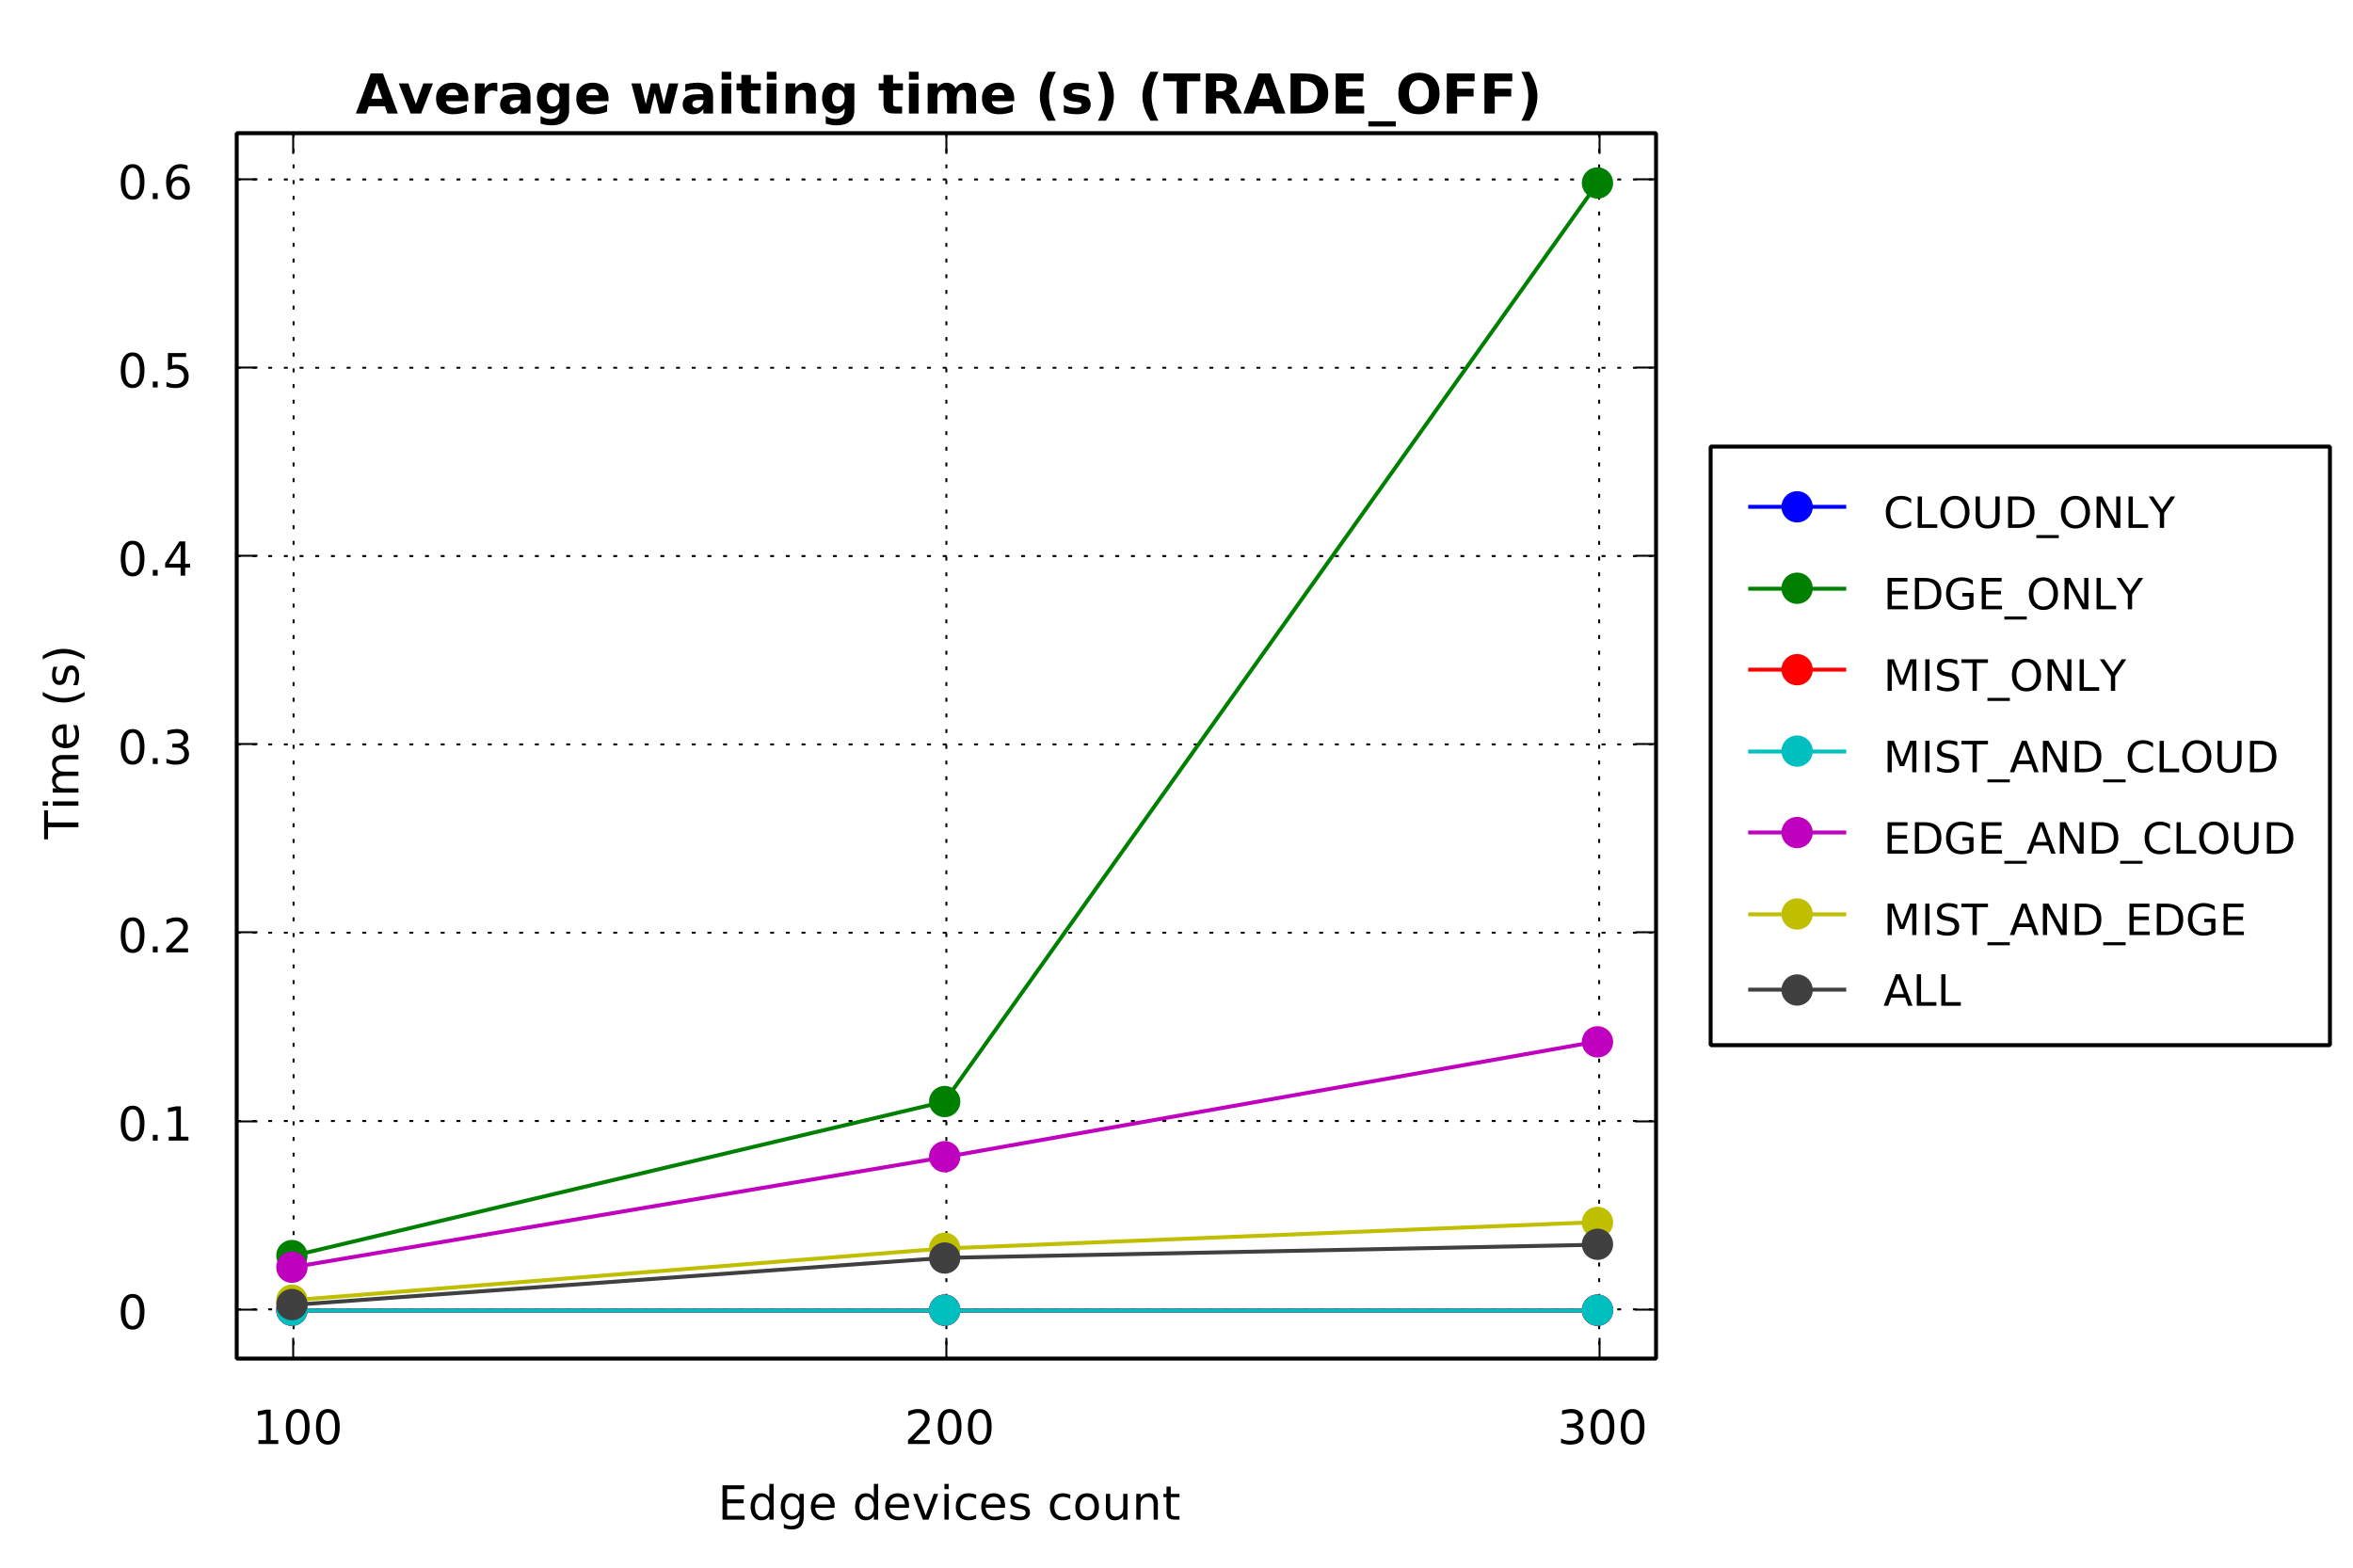 Average waiting time (s) (TRADE_OFF)
0.6
0.5
0.4
0.3
0.2
0.1
0
Time (s)
100
200
300
Edge devices count
CLOUD_ONLY
EDGE_ONLY
MIST_ONLY
MIST_AND_CLOUD
EDGE_AND_CLOUD
MIST_AND_EDGE
ALL